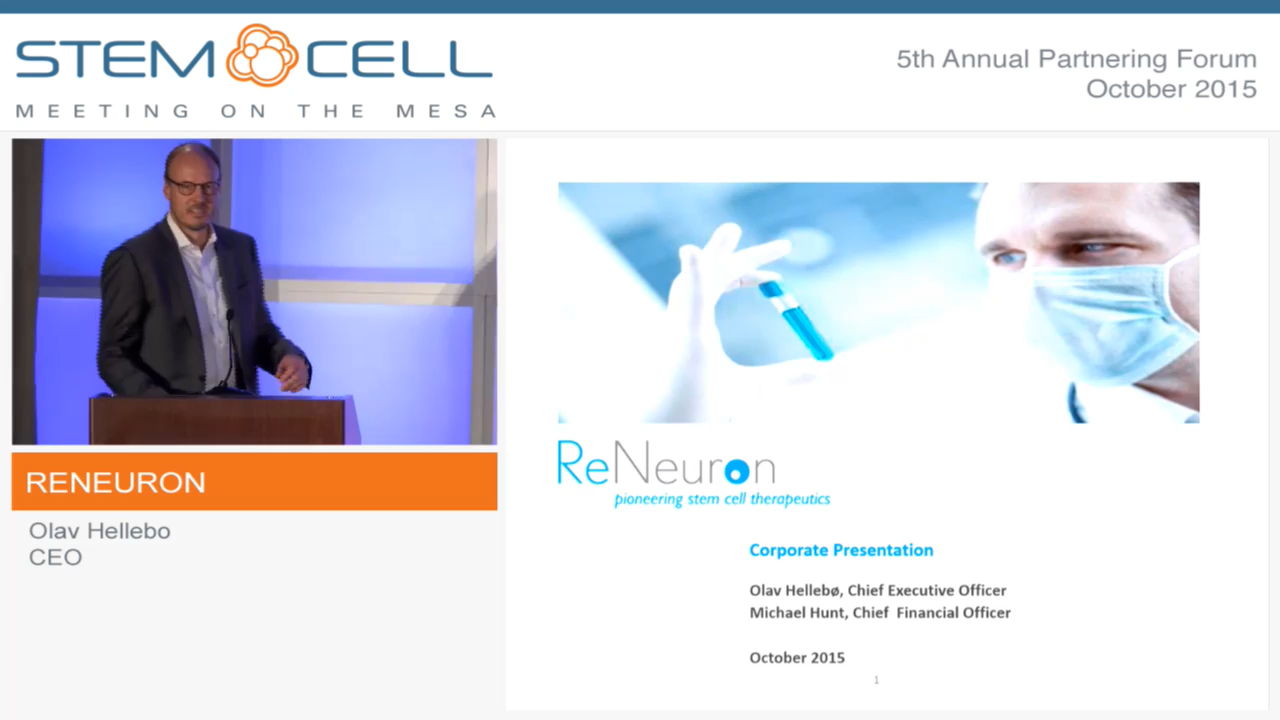 STEM CELL
MEETING ON THE MESA
5th Annual Partnering Forum
October 2015
RENEURON
Olav Hellebo
CEO
ReNeuron
pioneering stem cell therapeutics
Corporate Presentation
Olav Hellebø, Chief Executive Officer
Michael Hunt, Chief Financial Officer
October 2015
1